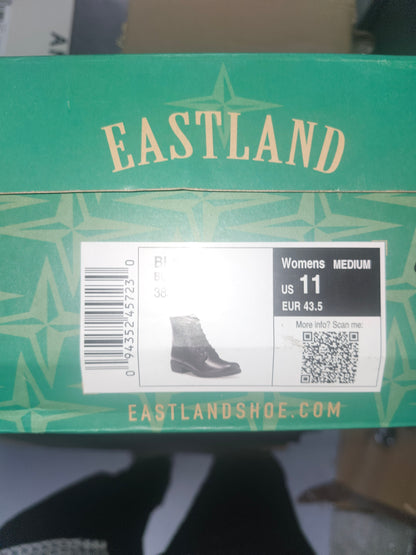 EASTLAND
Womens MEDIUM
US 11
EUR 43.5
More info? Scan me:
0 94352 45723 0
EASTLANDSHOE.COM